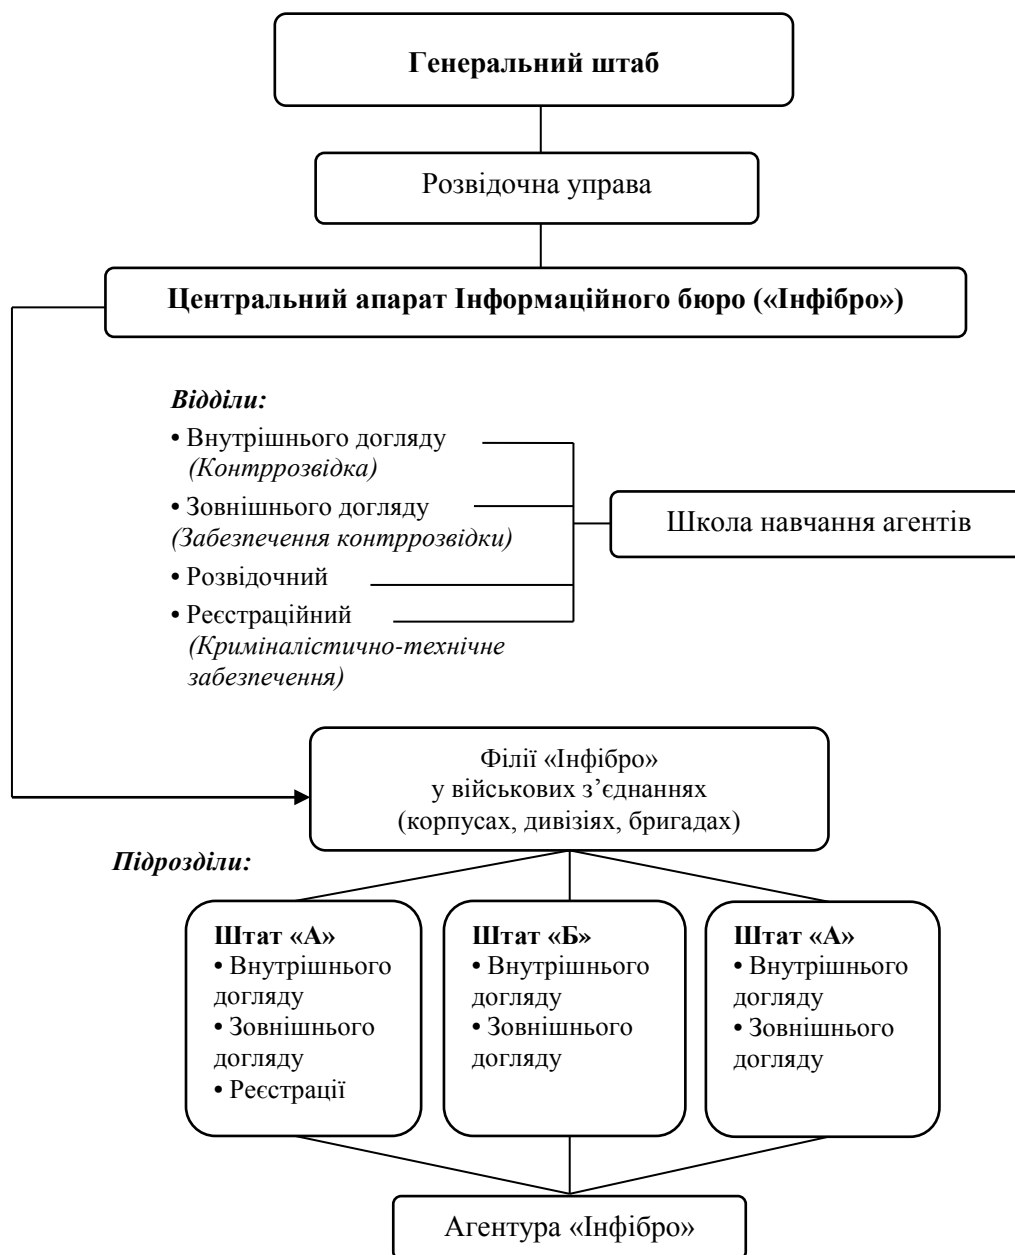 Генеральний штаб
Розвідочна управа
Центральний апарат Інформаційного бюро («Інфібро»)
Відділи:
• Внутрішнього догляду
(Контррозвідка)
• Зовнішнього догляду
(Забезпечення контррозвідки)
• Розвідочний
• Реєстраційний
(Криміналістично-технічне
забезпечення)
Школа навчання агентів
Філії «Інфібро»
у військових з’єднаннях
(корпусах, дивізіях, бригадах)
Підрозділи:
Штат «А»
• Внутрішнього
догляду
• Зовнішнього
догляду
• Реєстрації
Штат «Б»
• Внутрішнього
догляду
• Зовнішнього
догляду
Штат «А»
• Внутрішнього
догляду
• Зовнішнього
догляду
Агентура «Інфібро»